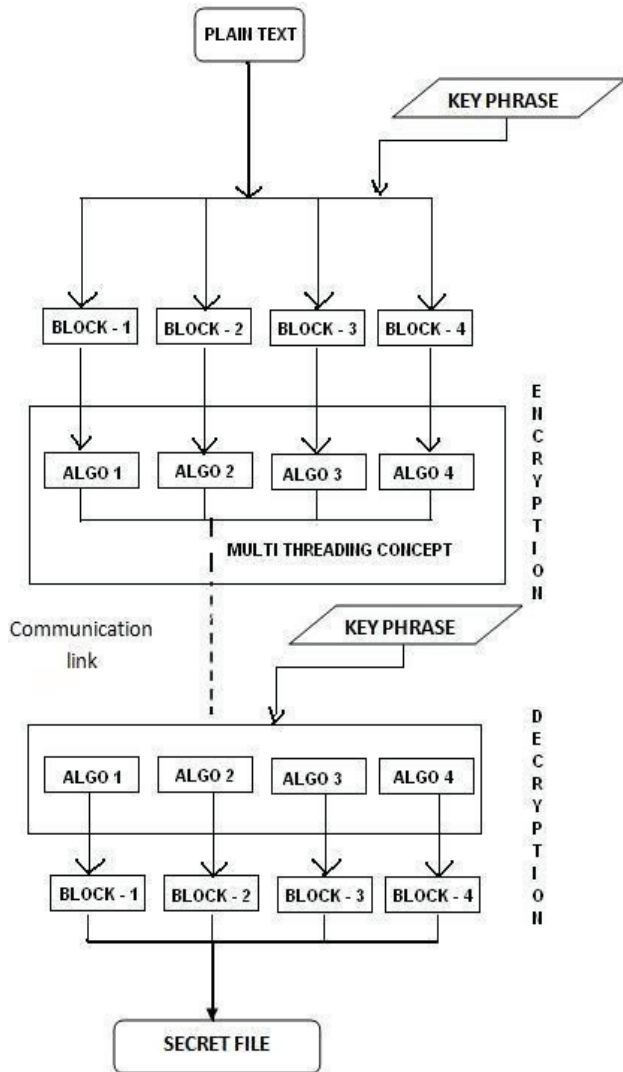 PLAIN TEXT
KEY PHRASE
BLOCK - 1
BLOCK - 2
BLOCK - 3
BLOCK - 4
ENCRYPTION
ALGO 1
ALGO 2
ALGO 3
ALGO 4
MULTI THREADING CONCEPT
Communication
link
KEY PHRASE
DECRYPTION
ALGO 1
ALGO 2
ALGO 3
ALGO 4
BLOCK - 1
BLOCK - 2
BLOCK - 3
BLOCK - 4
SECRET FILE